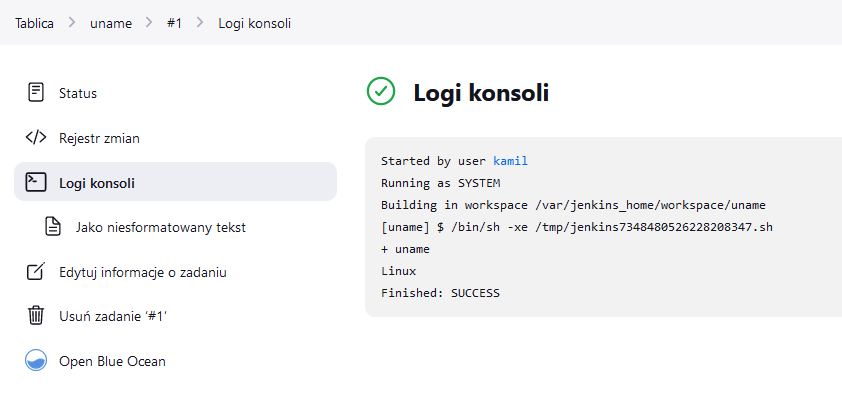 Tablica > uname > #1 > Logi konsoli
Status
Rejestr zmian
Logi konsoli
Jako niesformatowany tekst
Edytuj informacje o zadaniu
Usuń zadanie ‘#1’
Open Blue Ocean
Logi konsoli
Started by user kamil
Running as SYSTEM
Building in workspace /var/jenkins_home/workspace/uname
[uname] $ /bin/sh -xe /tmp/jenkins7348480526228208347.sh
+ uname
Linux
Finished: SUCCESS